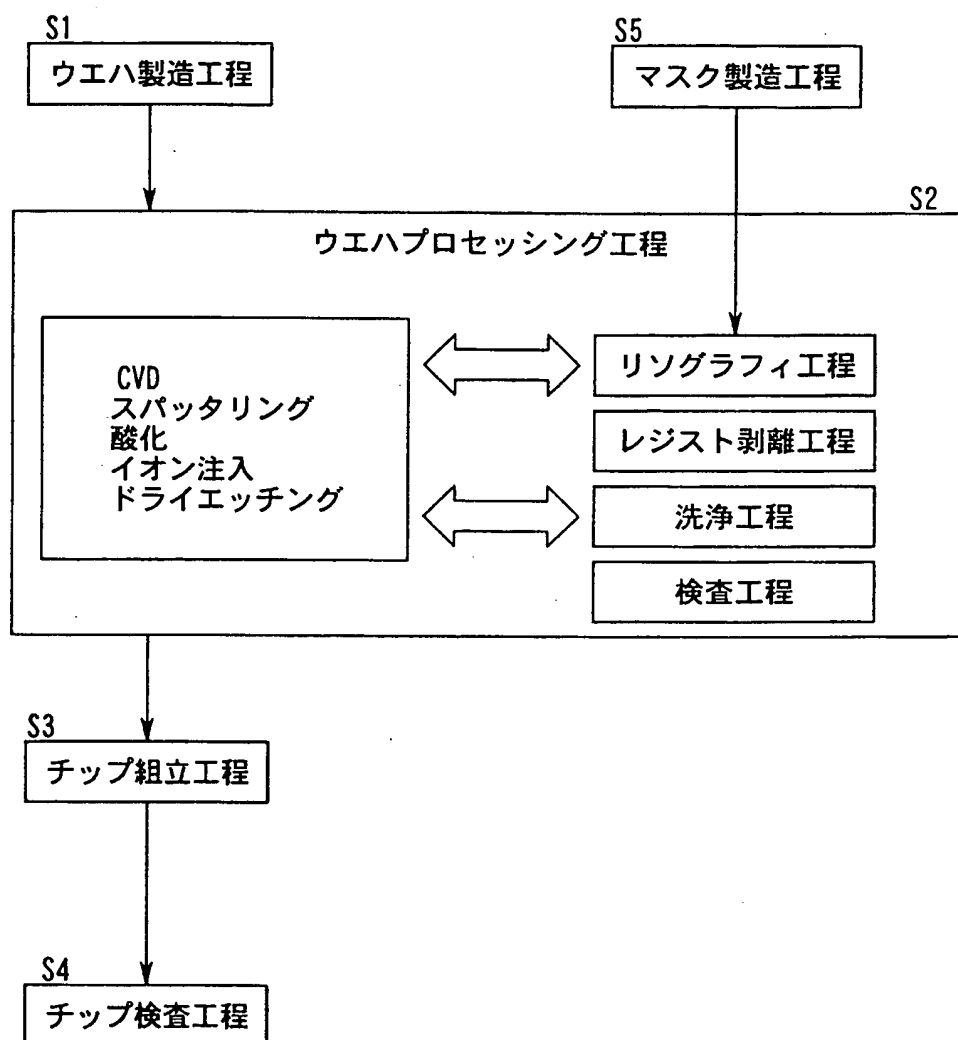 S1
ウエハ製造工程
S5
マスク製造工程
S2
ウエハプロセッシング工程
CVD
スパッタリング
酸化
イオン注入
ドライエッチング
リソグラフィ工程
レジスト剥離工程
洗浄工程
検査工程
S3
チップ組立工程
S4
チップ検査工程